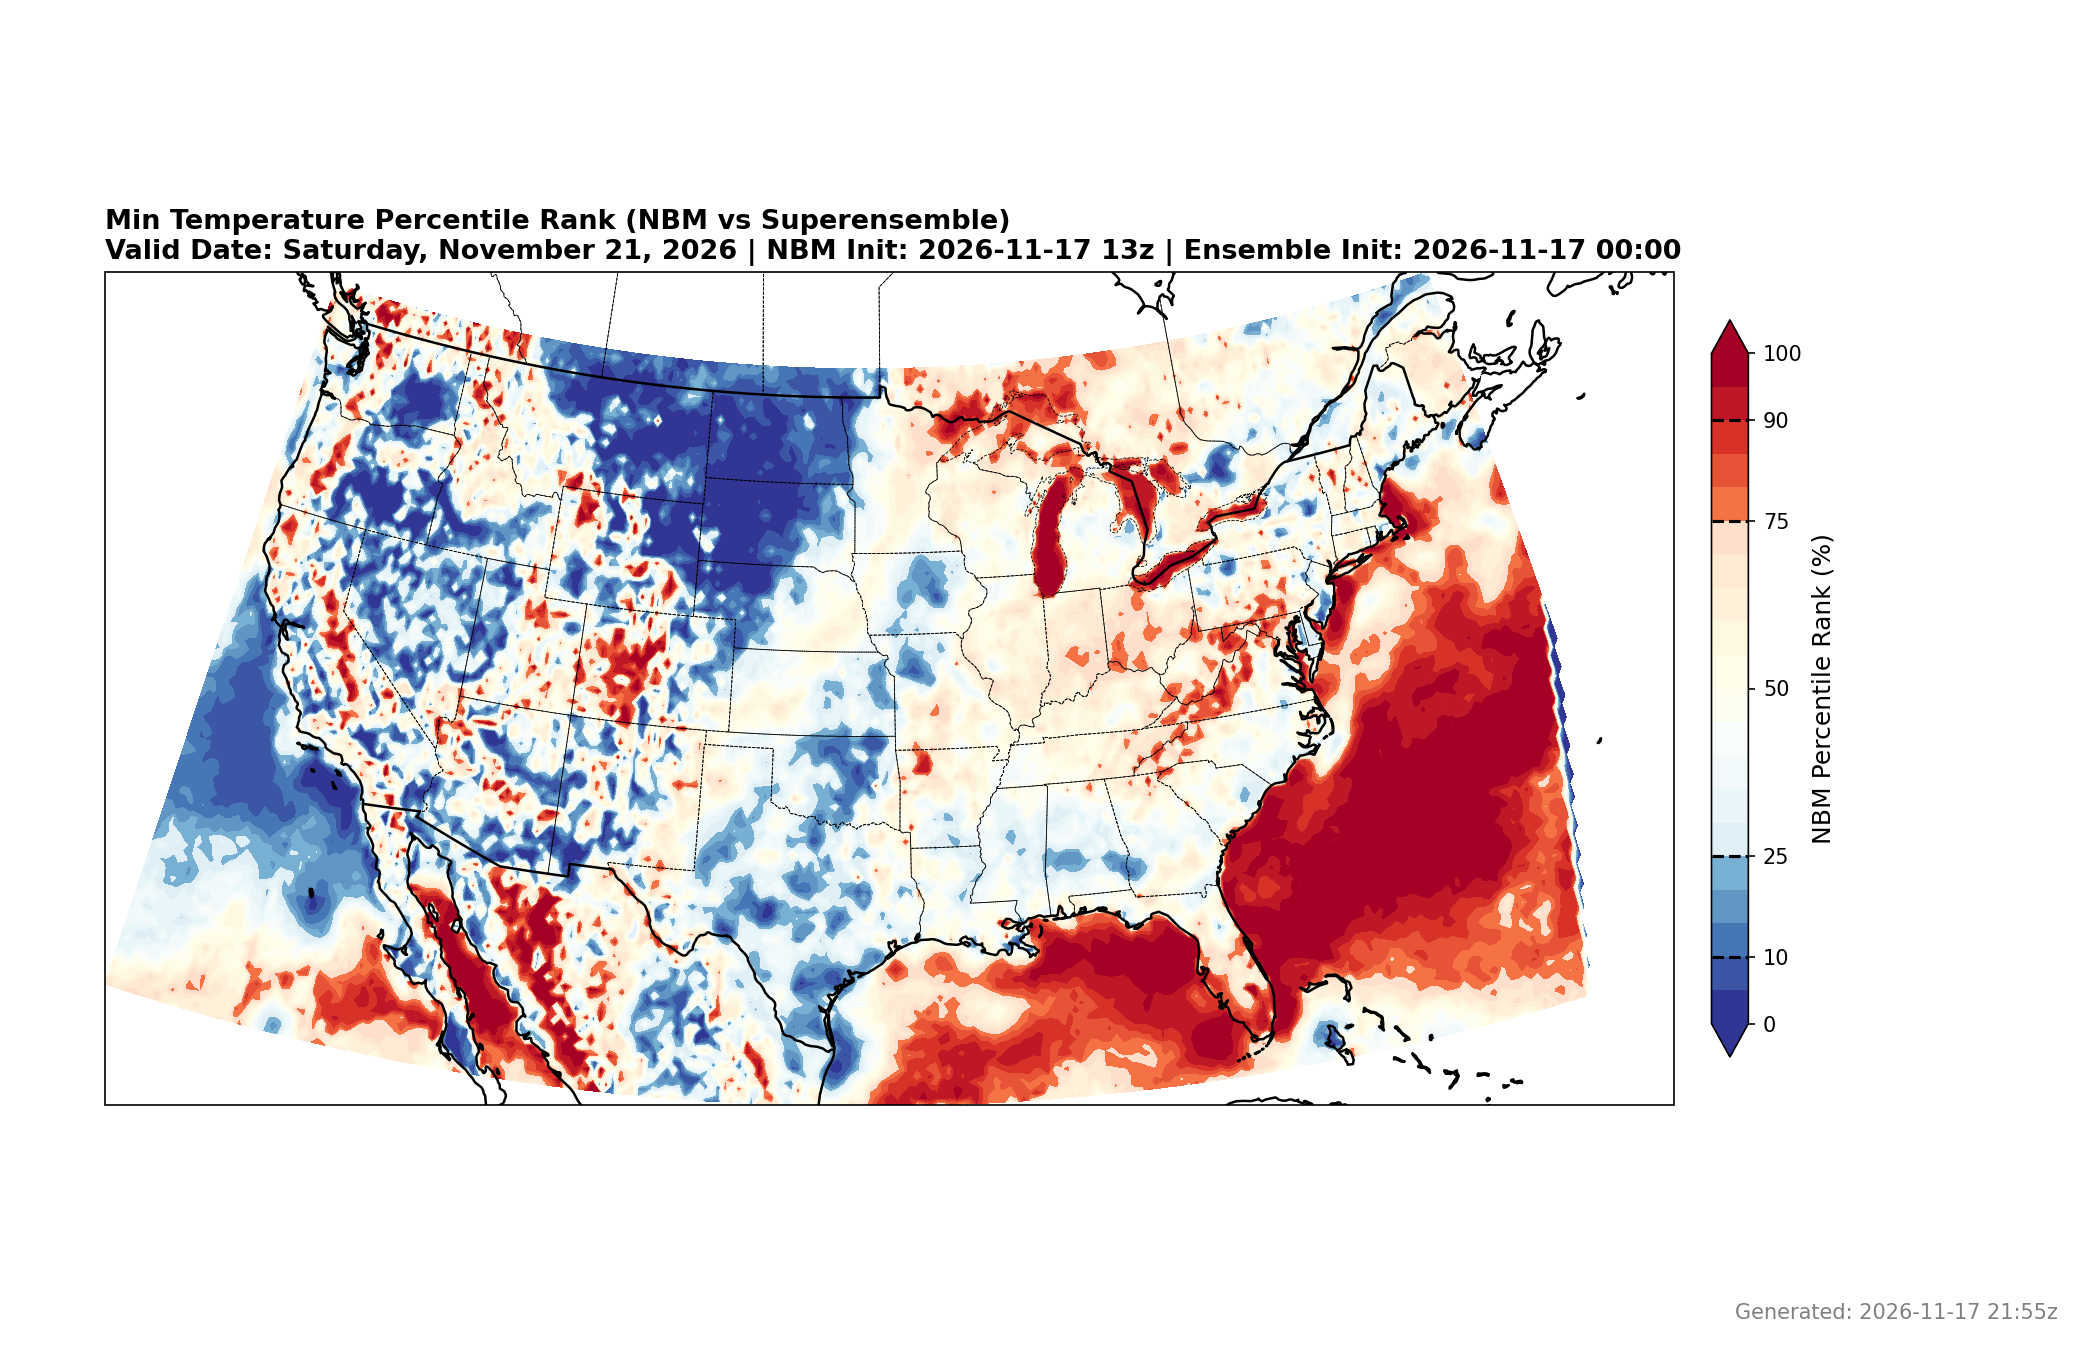 Min Temperature Percentile Rank (NBM vs Superensemble)
Valid Date: Saturday, November 21, 2026 | NBM Init: 2026-11-17 13z | Ensemble Init: 2026-11-17 00:00
100
90
75
50
25
10
0
NBM Percentile Rank (%)
Generated: 2026-11-17 21:55z